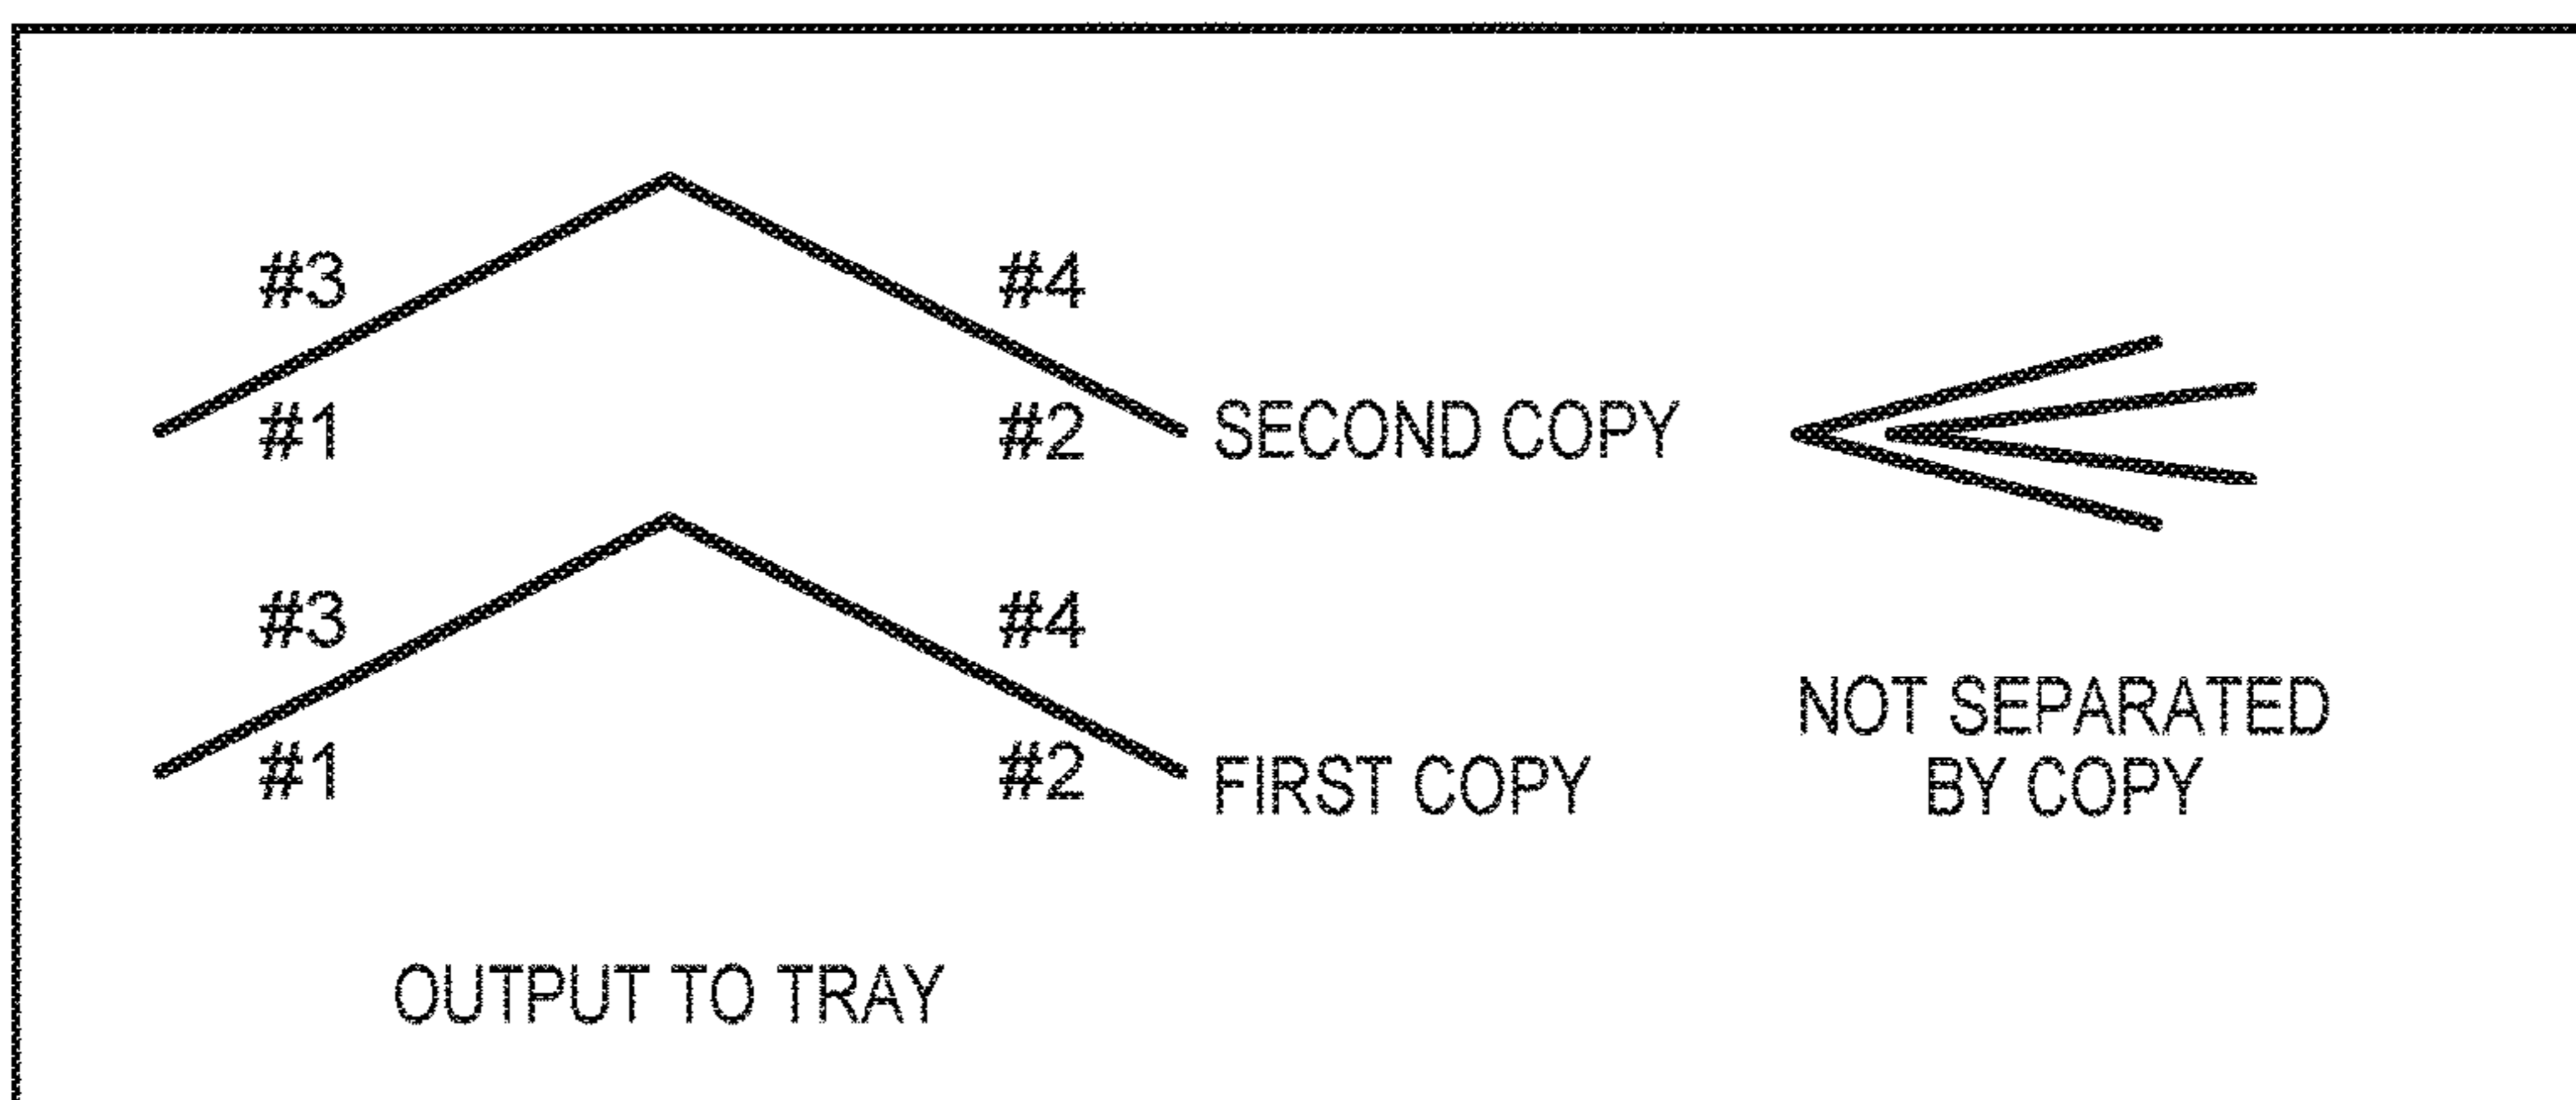 #3 #4
#1 #2 SECOND COPY
#3 #4
NOT SEPARATED
#1 #2 FIRST COPY
BY COPY
OUTPUT TO TRAY